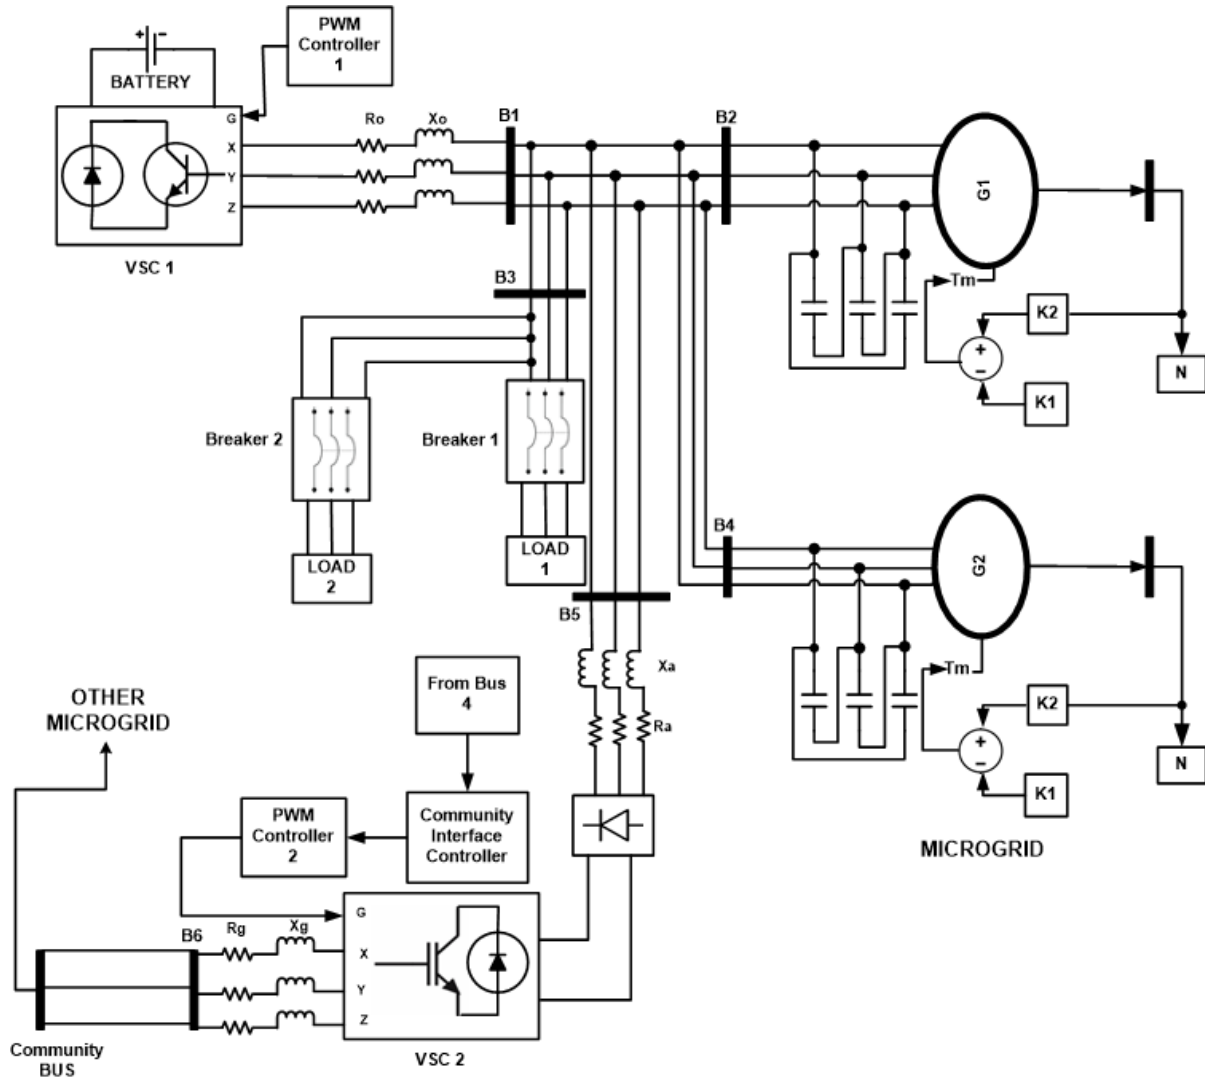 PWM
Controller
1
+ -
BATTERY
G
X
Y
Z
VSC 1
Ro
Xo
B1
B2
G1
Tm
K2
+
-
K1
N
B3
Breaker 2
Breaker 1
LOAD
2
LOAD
1
B4
G2
Tm
K2
+
-
K1
N
MICROGRID
B5
Xa
Ra
From Bus
4
OTHER
MICROGRID
PWM
Controller
2
Community
Interface
Controller
G
X
Y
Z
VSC 2
B6
Rg
Xg
Community
BUS